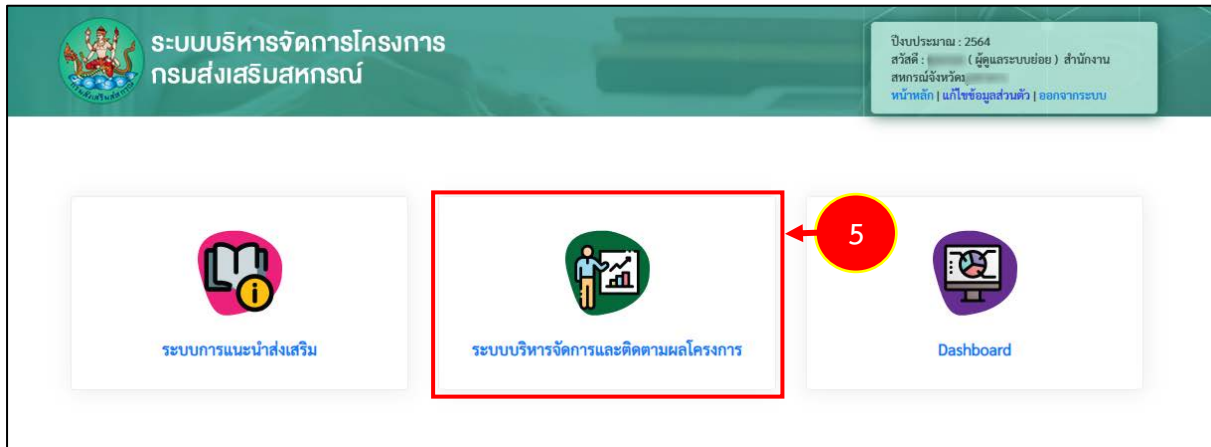 ระบบบริหารจัดการโครงการ
กรมส่งเสริมสหกรณ์
ปีงบประมาณ : 2564
สวัสดี : ( ผู้ดูแลระบบย่อย ) สำนักงาน
สหกรณ์จังหวัด
หน้าหลัก | แก้ไขข้อมูลส่วนตัว | ออกจากระบบ
5
ระบบการแนะนำส่งเสริม
ระบบบริหารจัดการและติดตามผลโครงการ
Dashboard